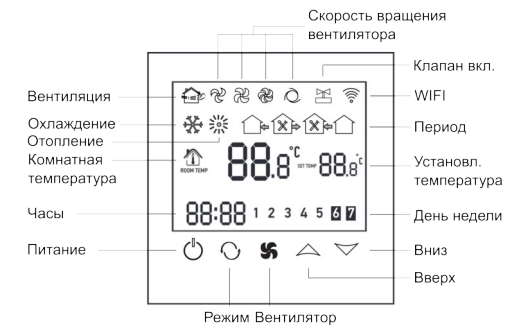 Скорость вращения
вентилятора
Клапан вкл.
Вентиляция
WIFI
Охлаждение
Отопление
Период
Комнатная
температура
ROOM TEMP
88.8°C
SET TEMP
88.8°C
Установл.
температура
Часы
88:88 1 2 3 4 5 6 7
День недели
Питание
Вниз
Вверх
Режим Вентилятор